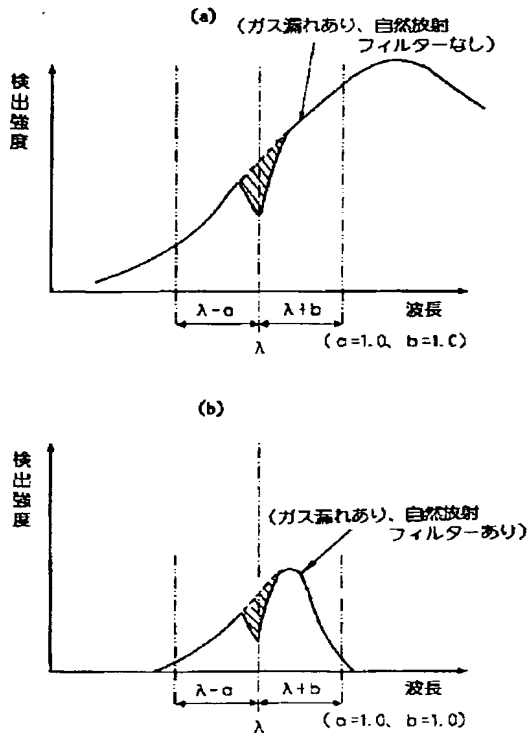 (a)
(ガス漏れあり、自然放射
フィルターなし)
検出強度
λ-a
λ+b
波長
λ
(a=1.0、b=1.0)
(b)
検出強度
(ガス漏れあり、自然放射
フィルターあり)
λ-a
λ+b
波長
λ
(a=1.0、b=1.0)